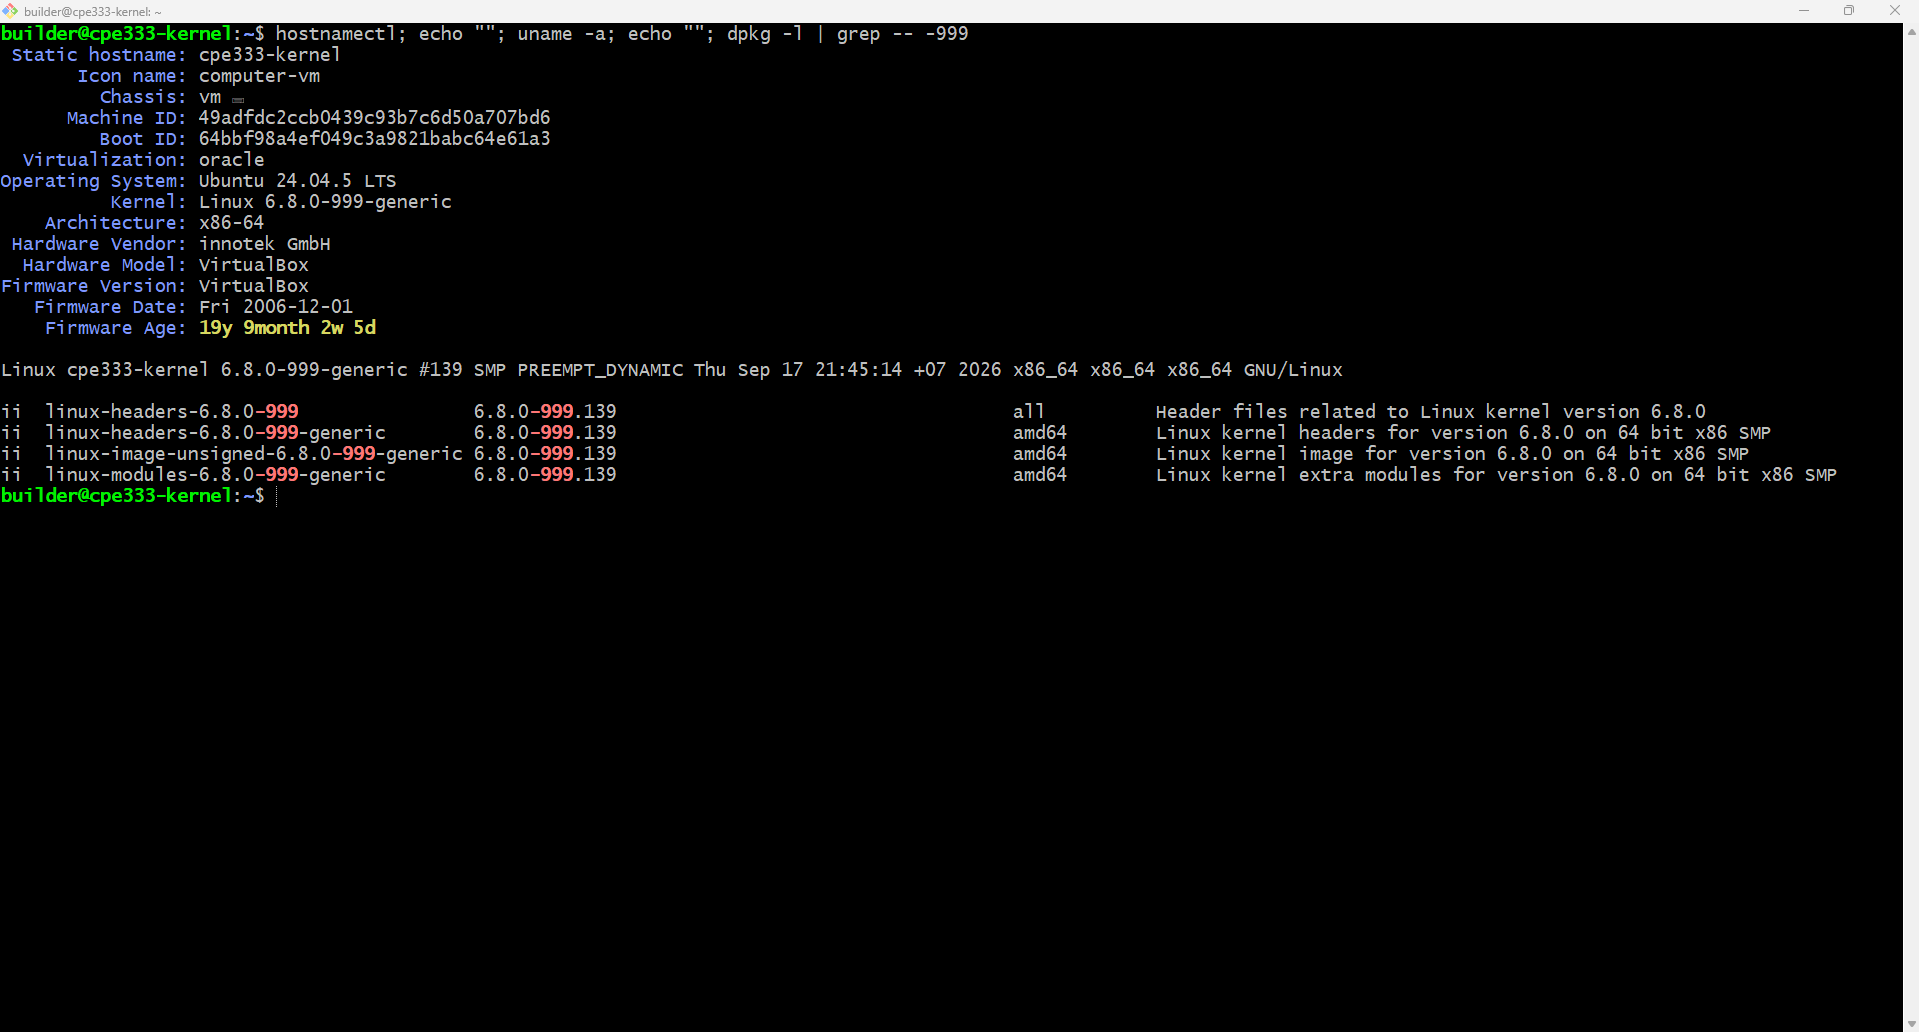 builder@cpe333-kernel: ~
builder@cpe333-kernel:~$ hostnamectl; echo ""; uname -a; echo ""; dpkg -l | grep -- -999
Static hostname: cpe333-kernel
Icon name: computer-vm
Chassis: vm
Machine ID: 49adfdc2ccb0439c93b7c6d50a707bd6
Boot ID: 64bbf98a4ef049c3a9821babc64e61a3
Virtualization: oracle
Operating System: Ubuntu 24.04.5 LTS
Kernel: Linux 6.8.0-999-generic
Architecture: x86-64
Hardware Vendor: innotek GmbH
Hardware Model: VirtualBox
Firmware Version: VirtualBox
Firmware Date: Fri 2006-12-01
Firmware Age: 19y 9month 2w 5d
Linux cpe333-kernel 6.8.0-999-generic #139 SMP PREEMPT_DYNAMIC Thu Sep 17 21:45:14 +07 2026 x86_64 x86_64 x86_64 GNU/Linux
ii linux-headers-6.8.0-999 6.8.0-999.139 all Header files related to Linux kernel version 6.8.0
ii linux-headers-6.8.0-999-generic 6.8.0-999.139 amd64 Linux kernel headers for version 6.8.0 on 64 bit x86 SMP
ii linux-image-unsigned-6.8.0-999-generic 6.8.0-999.139 amd64 Linux kernel image for version 6.8.0 on 64 bit x86 SMP
ii linux-modules-6.8.0-999-generic 6.8.0-999.139 amd64 Linux kernel extra modules for version 6.8.0 on 64 bit x86 SMP
builder@cpe333-kernel:~$